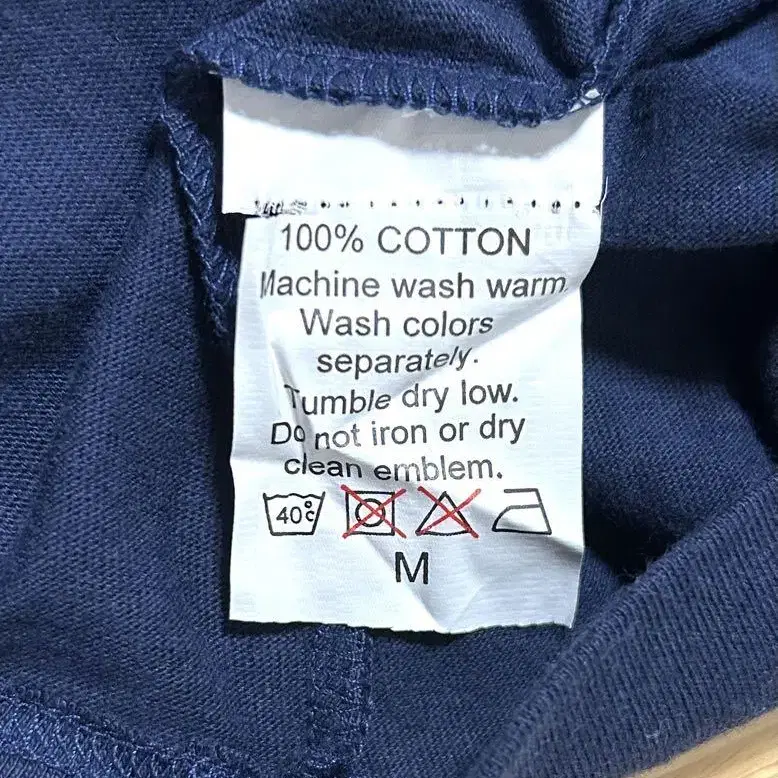 100% COTTON
Machine wash warm
Wash colors
separately.
Tumble dry low.
Do not iron or dry
clean emblem.
40°C
M